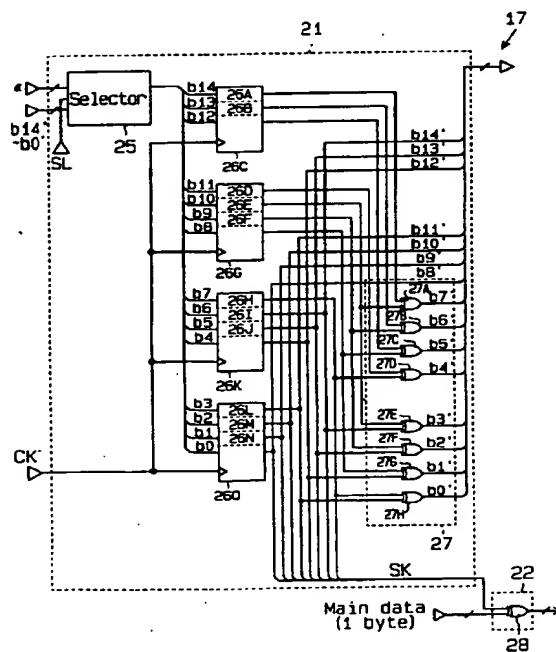 21
17
α
Selector
b14'
-b0'
SL
25
b14
b13
b12
26A
26B
26C
b14'
b13'
b12'
b11
b10
b9
b8
26D
26E
26F
26G
b11'
b10'
b9'
b8'
27A
b7'
27B
b6'
27C
b5'
27D
b4'
b7
b6
b5
b4
26H
26I
26J
26K
27E
b3'
27F
b2'
27G
b1'
b0'
27H
b3
b2
b1
b0
26L
26M
26N
26O
CK
27
SK
22
Main data
(1 byte)
28